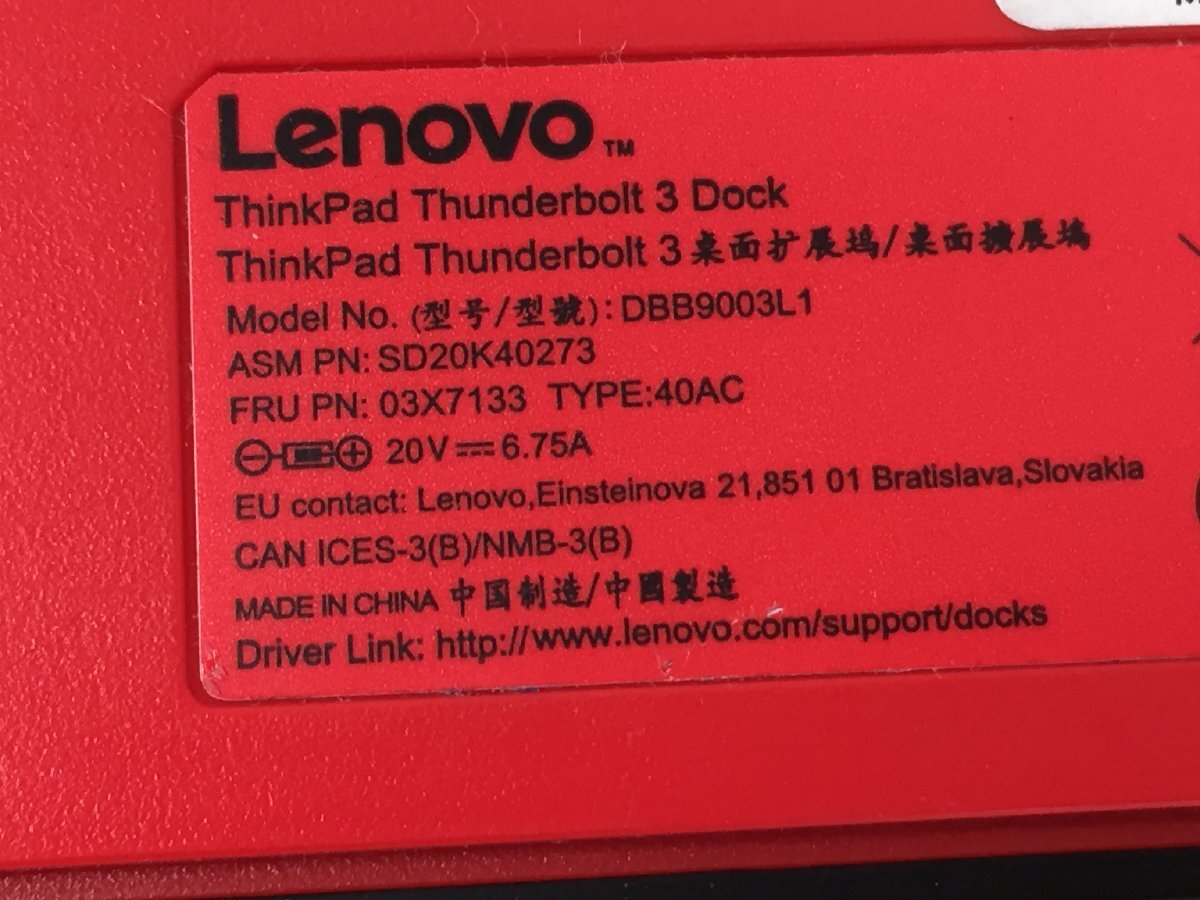 Lenovo™
ThinkPad Thunderbolt 3 Dock
ThinkPad Thunderbolt 3 桌面扩展坞/桌面擴展塢
Model No. (型号/型號): DBB9003L1
ASM PN: SD20K40273
FRU PN: 03X7133 TYPE:40AC
20V⎓6.75A
EU contact: Lenovo,Einsteinova 21,851 01 Bratislava,Slovakia
CAN ICES-3(B)/NMB-3(B)
MADE IN CHINA 中国制造/中國製造
Driver Link: http://www.lenovo.com/support/docks